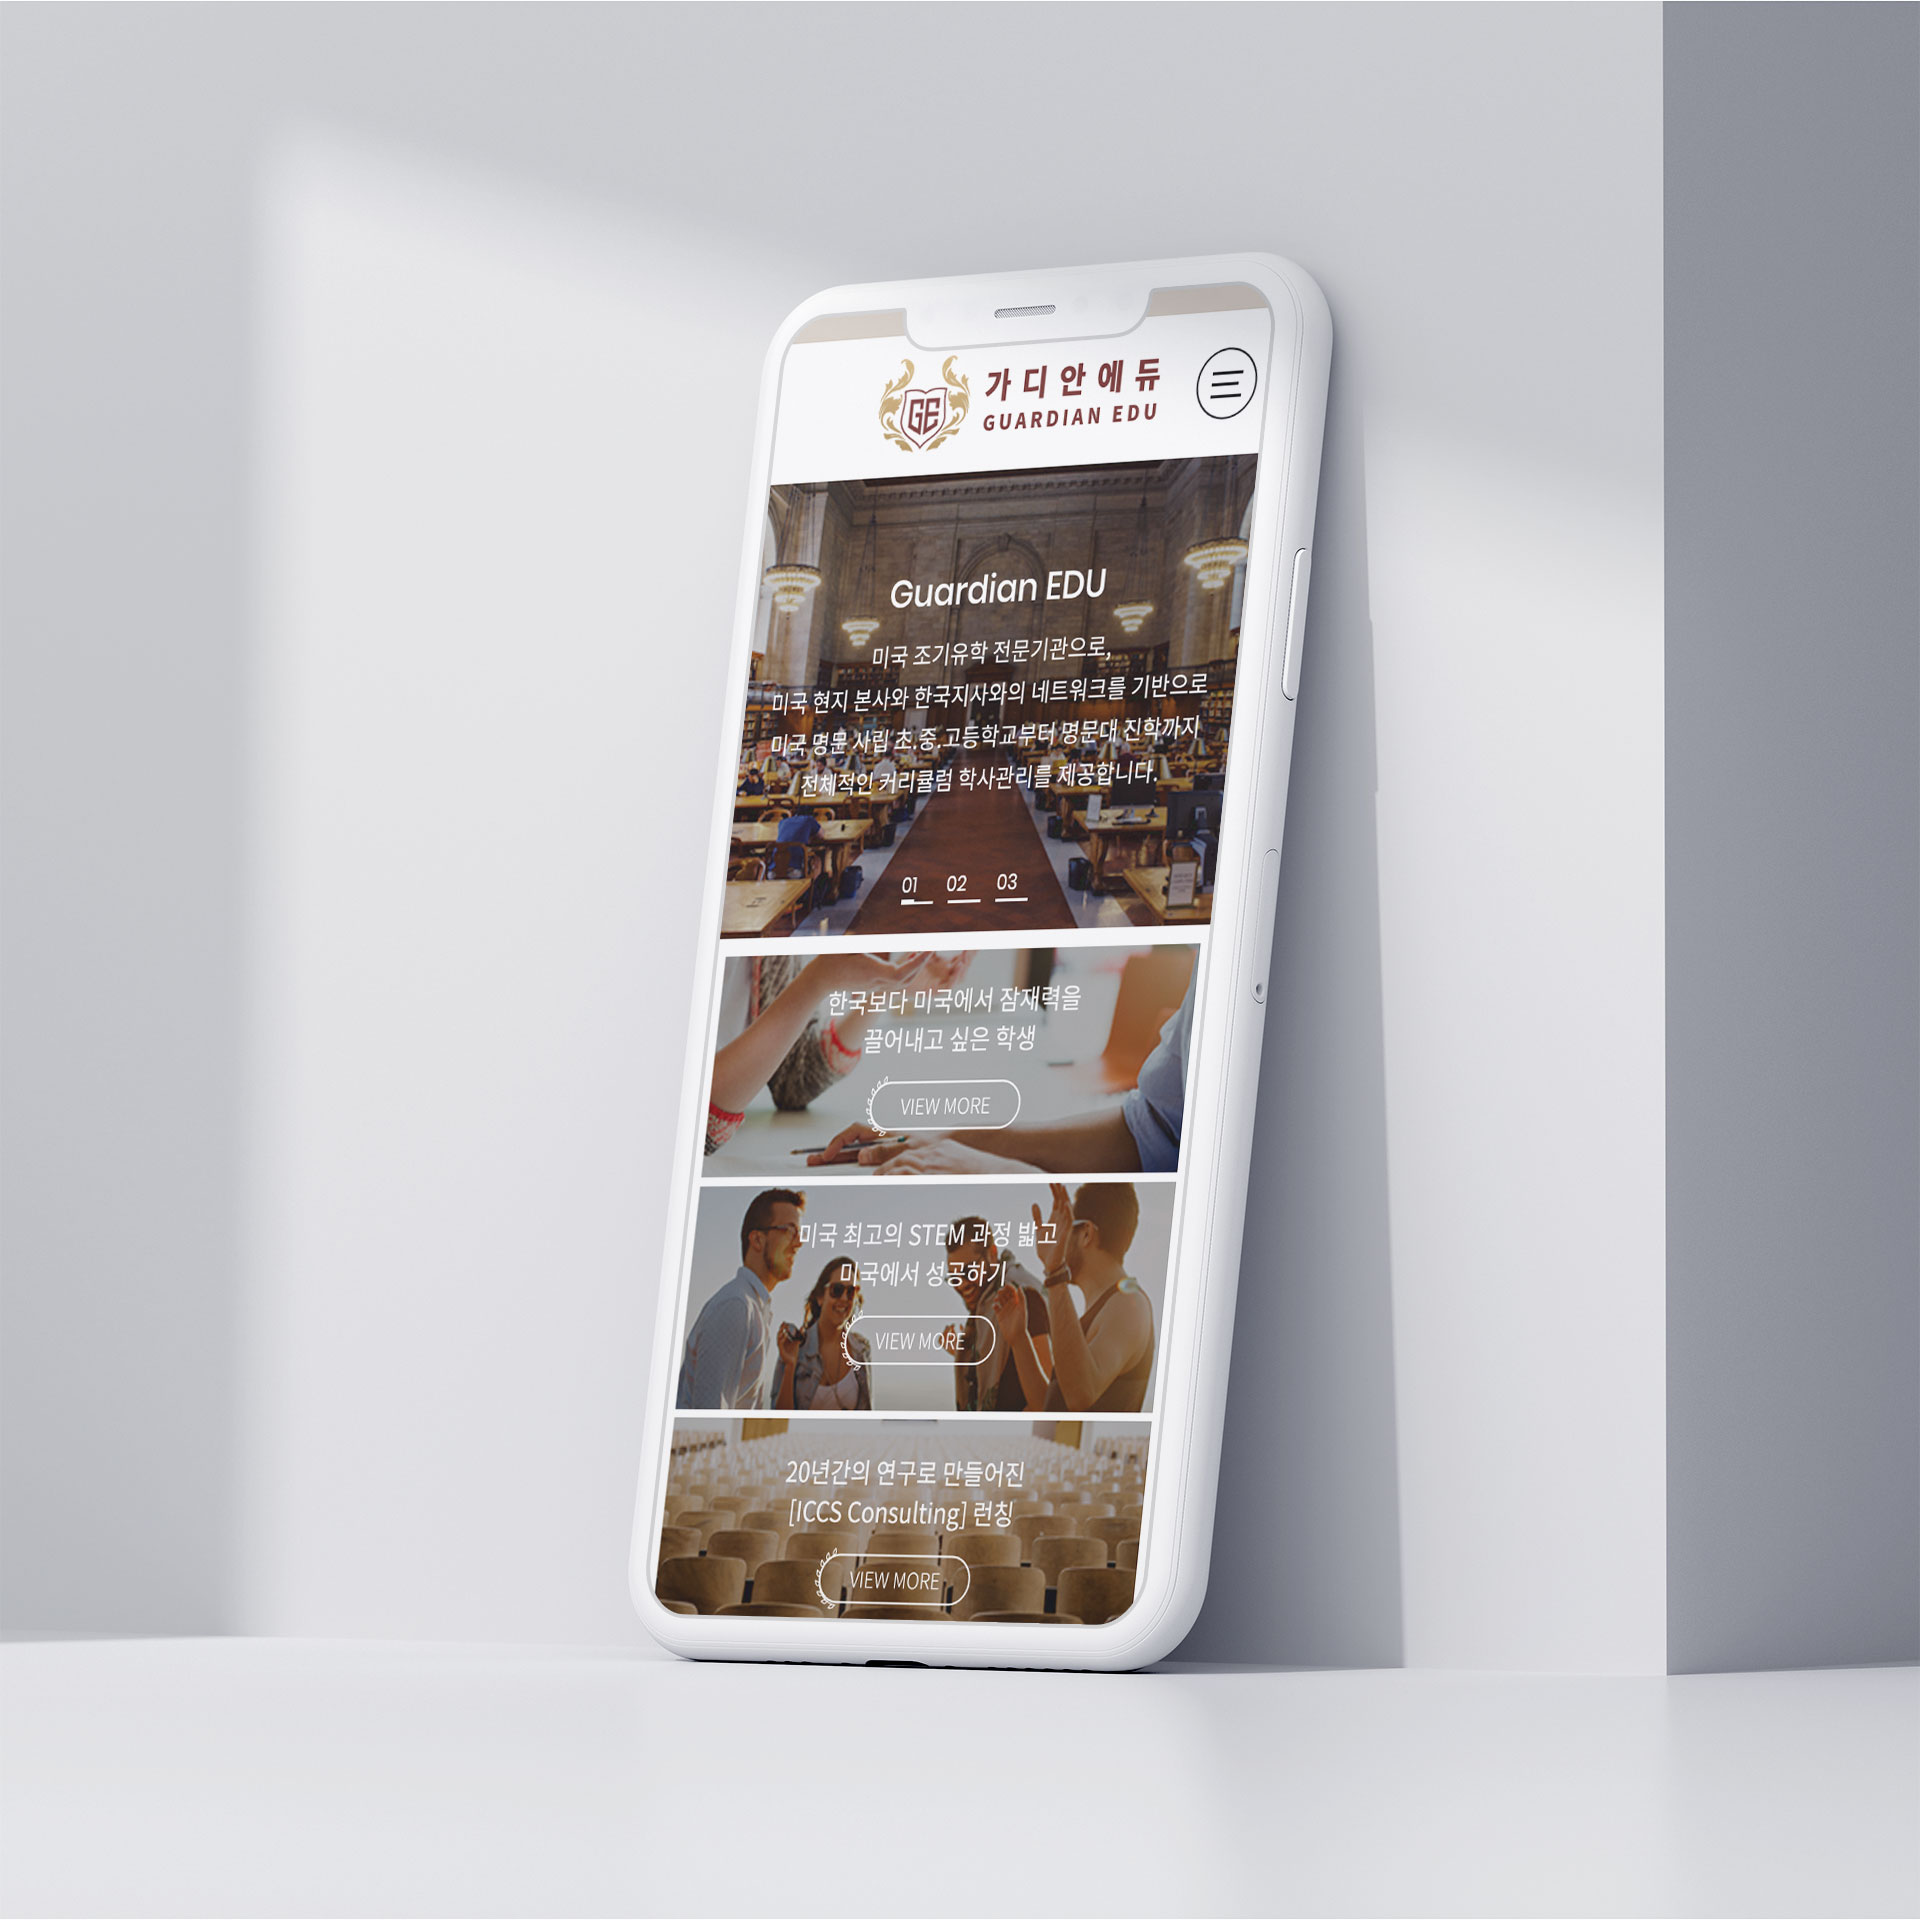 GE
가디안에듀
GUARDIAN EDU
Guardian EDU
미국 조기유학 전문기관으로,
미국 현지 본사와 한국지사와의 네트워크를 기반으로
미국 명문 사립 초.중.고등학교부터 명문대 진학까지
전체적인 커리큘럼 학사관리를 제공합니다.
01 02 03
한국보다 미국에서 잠재력을
끌어내고 싶은 학생
VIEW MORE
미국 최고의 STEM 과정 밟고
미국에서 성공하기
VIEW MORE
20년간의 연구로 만들어진
[ICCS Consulting] 런칭
VIEW MORE